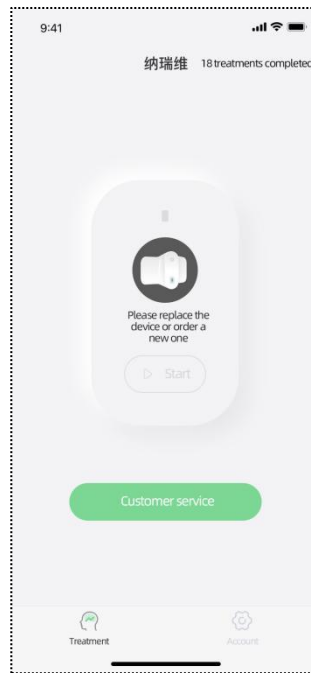 9:41
纳瑞维 18 treatments completed
Please replace the
device or order a
new one
Start
Customer service
Treatment
Account